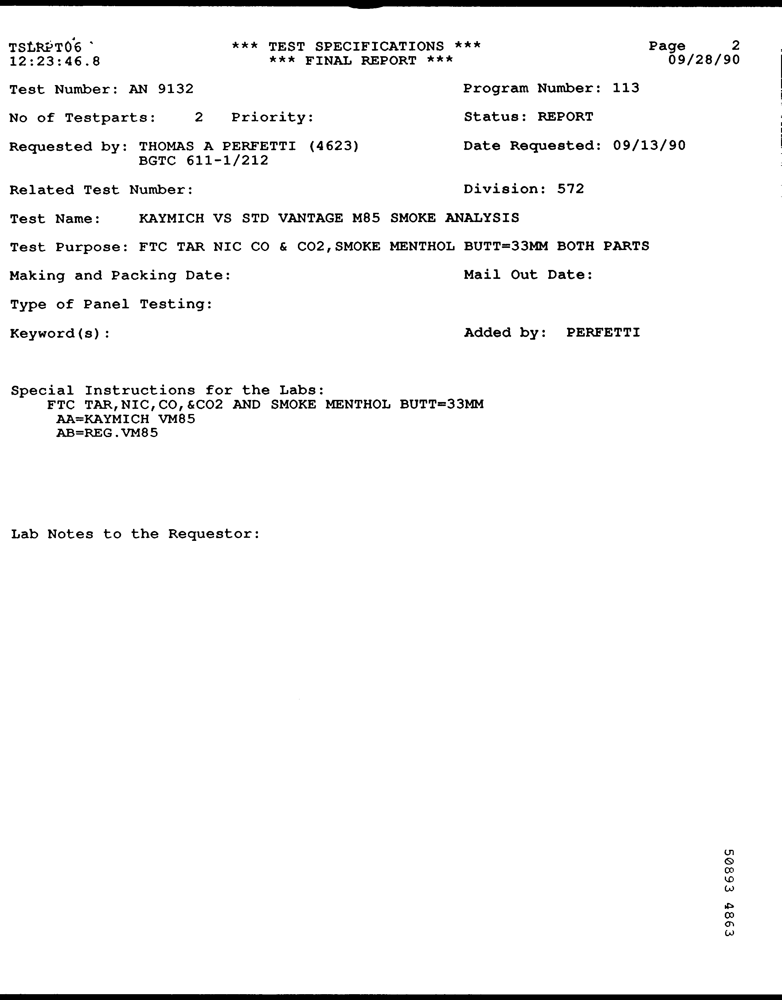 TSLRPT06 *** TEST SPECIFICATIONS *** Page 2
12:23:46.8 *** FINAL REPORT *** 09/28/90
Test Number: AN 9132 Program Number: 113
No of Testparts: 2 Priority: Status: REPORT
Requested by: THOMAS A PERFETTI (4623) Date Requested: 09/13/90
BGTC 611-1/212
Related Test Number: Division: 572
Test Name: KAYMICH VS STD VANTAGE M85 SMOKE ANALYSIS
Test Purpose: FTC TAR NIC CO & CO2,SMOKE MENTHOL BUTT=33MM BOTH PARTS
Making and Packing Date: Mail Out Date:
Type of Panel Testing:
Keyword(s): Added by: PERFETTI
Special Instructions for the Labs:
FTC TAR,NIC,CO,&CO2 AND SMOKE MENTHOL BUTT=33MM
AA=KAYMICH VM85
AB=REG.VM85
Lab Notes to the Requestor:
50893 4863